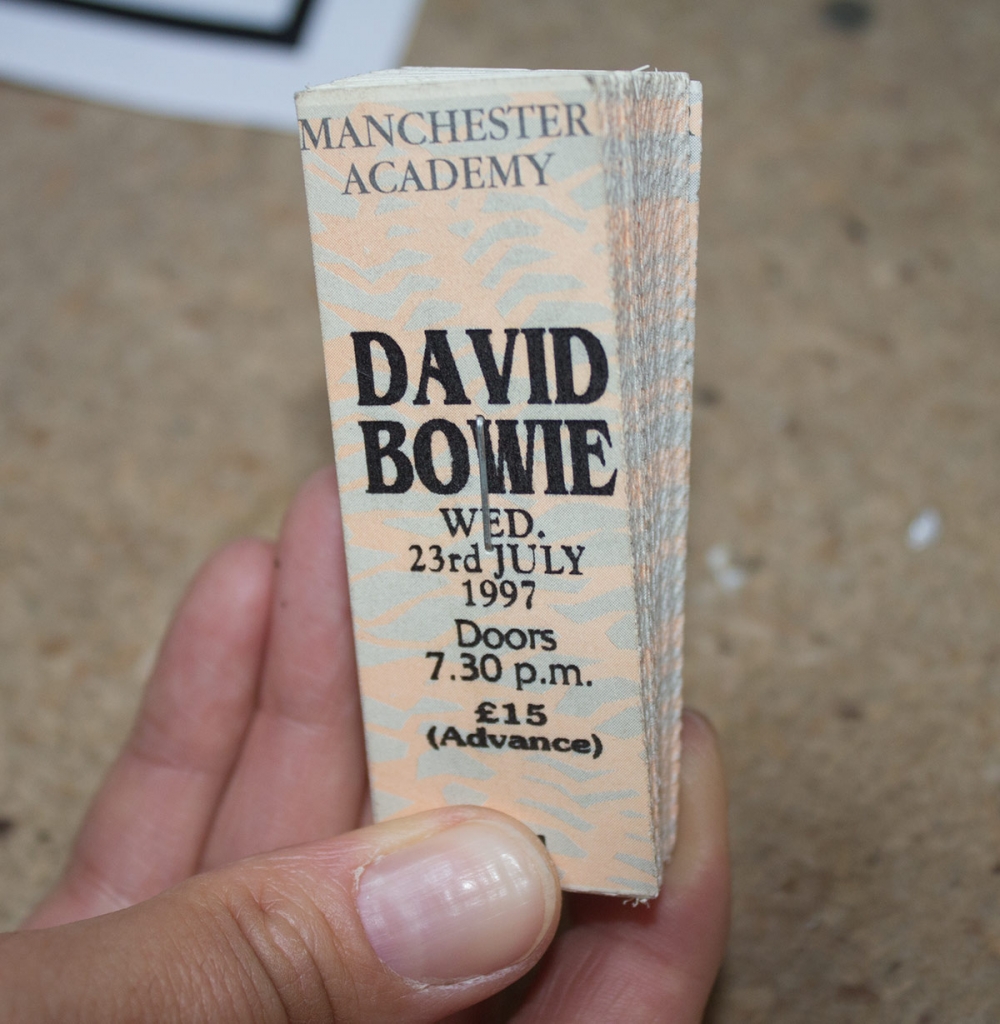 MANCHESTER
ACADEMY
DAVID
BOWIE
WED.
23rd JULY
1997
Doors
7.30 p.m.
£15
(Advance)